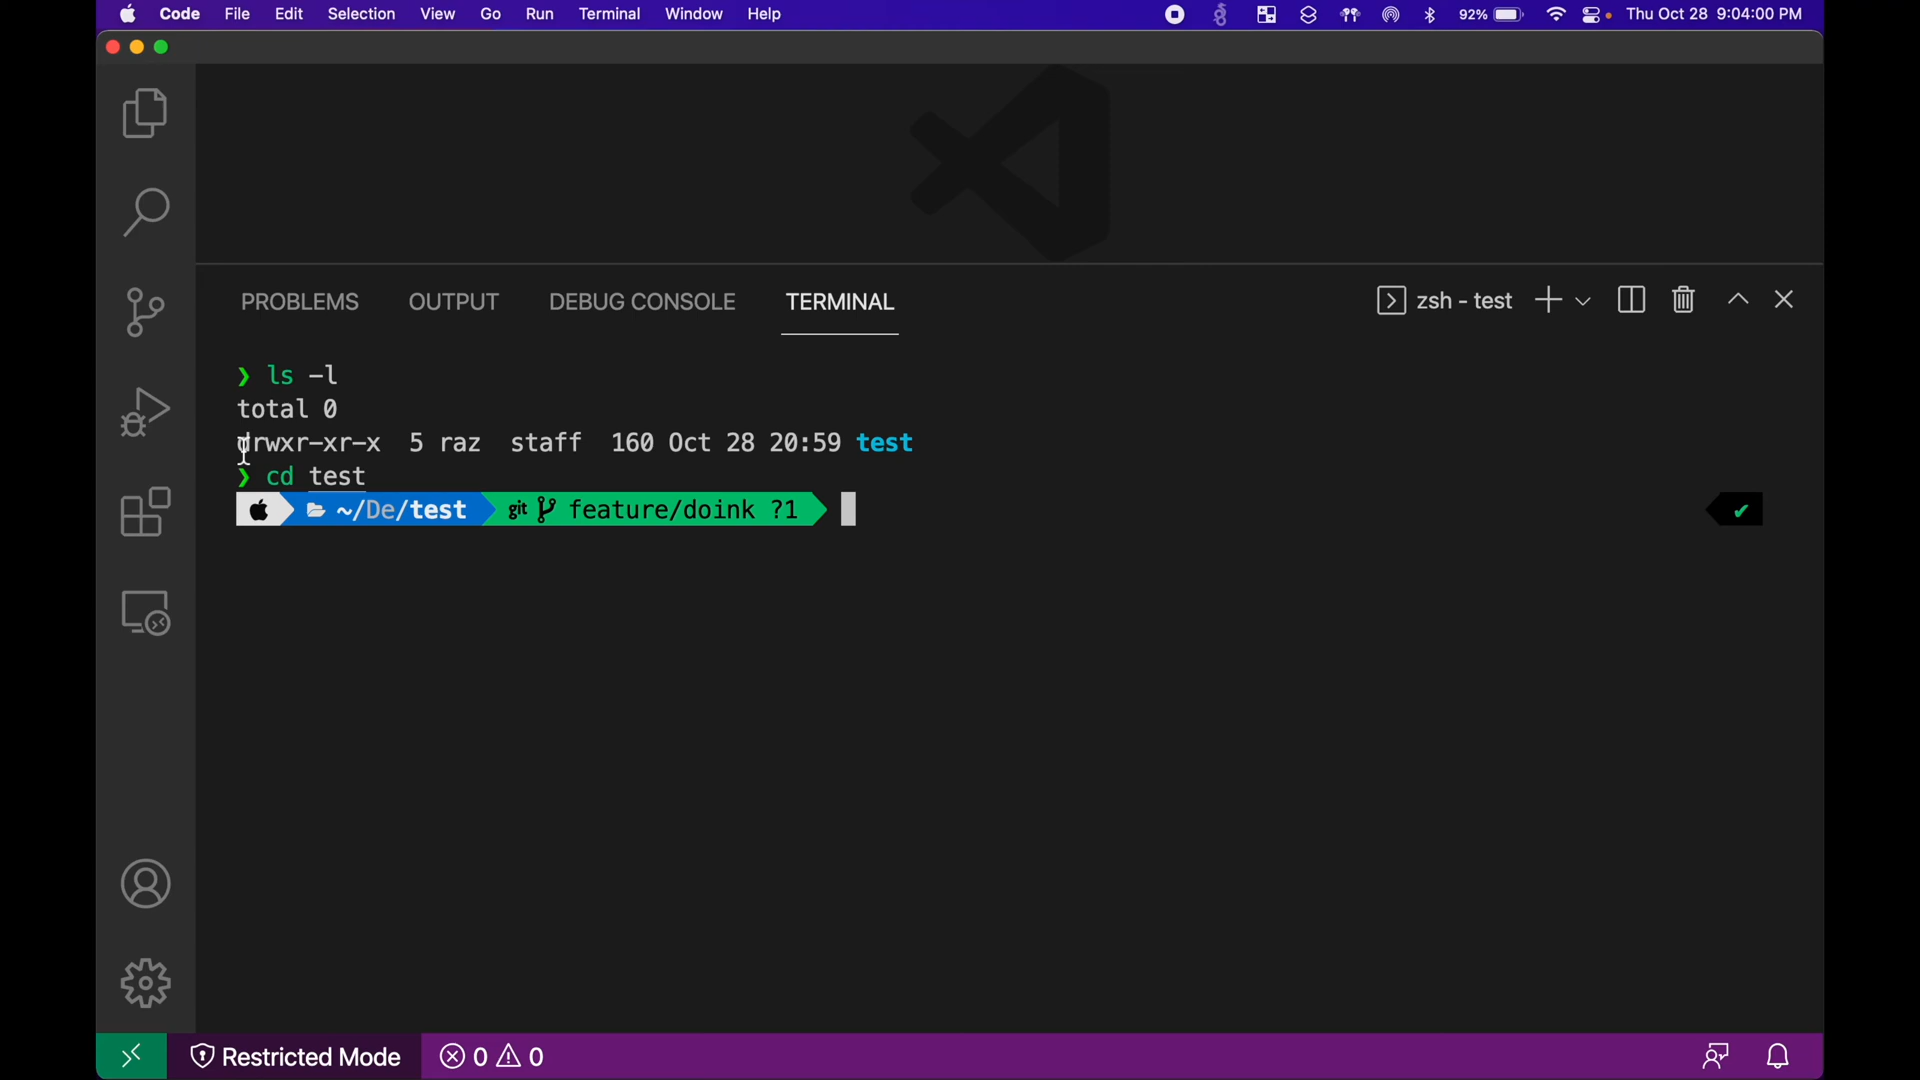 Code File Edit Selection View Go Run Terminal Window Help 92% Thu Oct 28 9:04:00 PM
PROBLEMS OUTPUT DEBUG CONSOLE TERMINAL zsh - test
❯ ls -l
total 0
drwxr-xr-x 5 raz staff 160 Oct 28 20:59 test
❯ cd test
~/De/test git feature/doink ?1 ✔
Restricted Mode 0 0